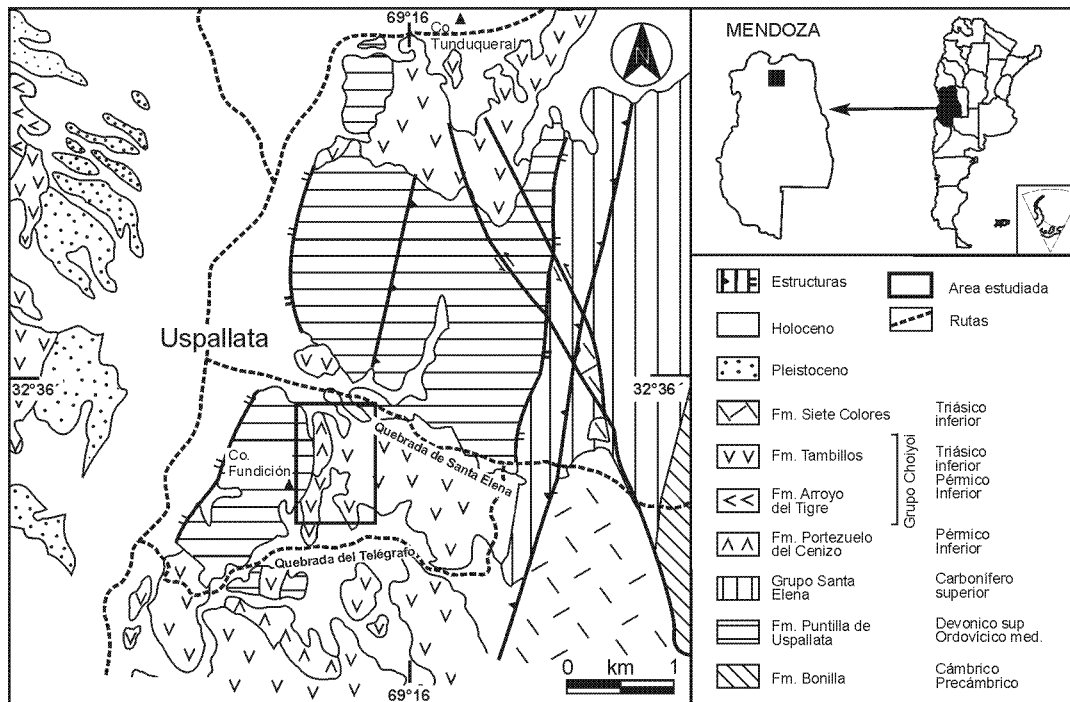 69°16
Co.
Tunduqueral
N
Uspallata
32°36´
32°36´
Quebrada de Santa Elena
Co.
Fundición
Quebrada del Telégrafo
0 km 1
69°16
MENDOZA
Estructuras
Area estudiada
Holoceno
Rutas
Pleistoceno
Fm. Siete Colores
Triásico
inferior
Fm. Tambillos
Triásico
inferior
Pérmico
Inferior
Fm. Arroyo
del Tigre
Grupo Choiyoi
Fm. Portezuelo
del Cenizo
Pérmico
Inferior
Grupo Santa
Elena
Carbonífero
superior
Fm. Puntilla de
Uspallata
Devonico sup
Ordovícico med.
Fm. Bonilla
Cámbrico
Precámbrico